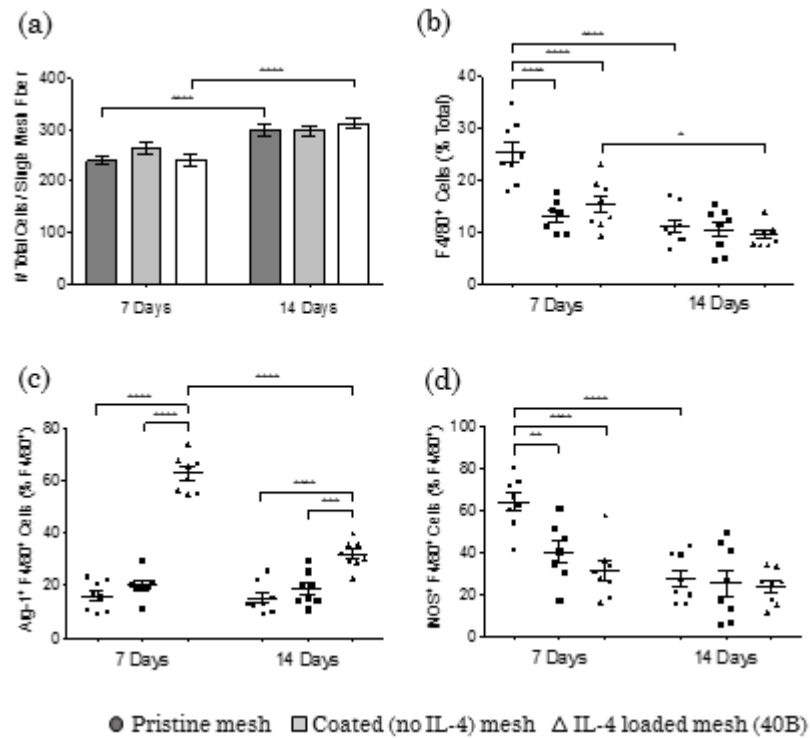 (a)
# Total Cells / Single Mesh Fiber
400
300
200
100
0
****
****
7 Days
14 Days
(b)
F4/80⁺ Cells (% Total)
40
30
20
10
0
****
****
****
*
7 Days
14 Days
(c)
Arg-1⁺ F4/80⁺ Cells (% F4/80⁺)
80
60
40
20
0
****
****
****
****
***
7 Days
14 Days
(d)
iNOS⁺ F4/80⁺ Cells (% F4/80⁺)
100
80
60
40
20
0
****
****
**
7 Days
14 Days
Pristine mesh Coated (no IL-4) mesh Δ IL-4 loaded mesh (40B)